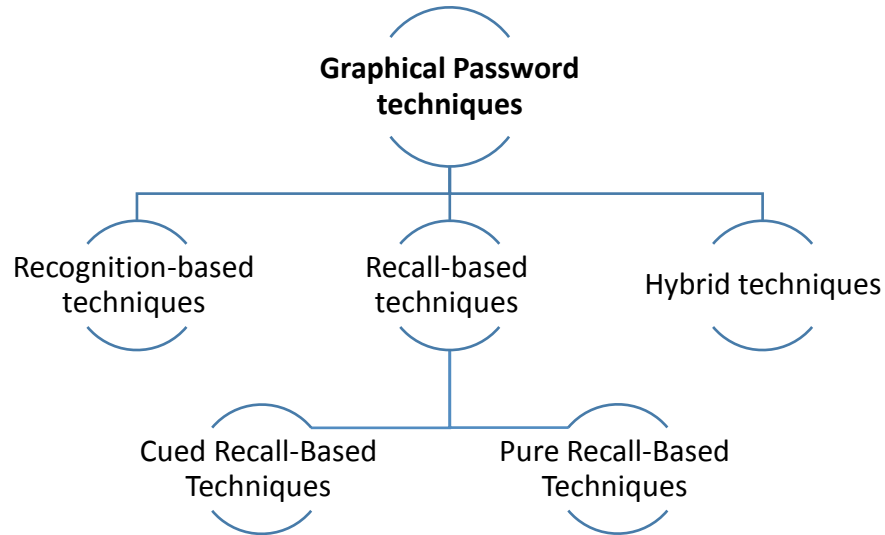 Graphical Password
techniques
Recognition-based
techniques
Recall-based
techniques
Hybrid techniques
Cued Recall-Based
Techniques
Pure Recall-Based
Techniques